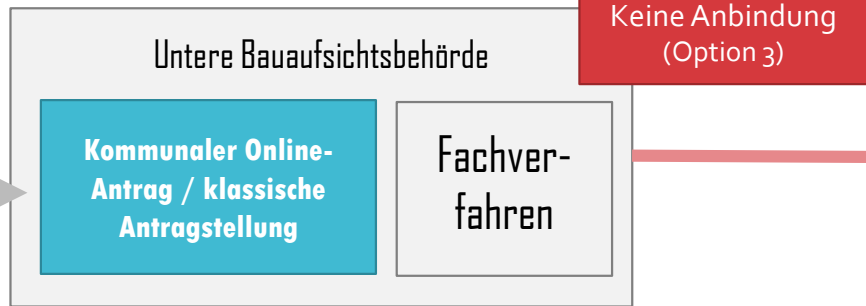 Keine Anbindung
(Option 3)
Untere Bauaufsichtsbehörde
Kommunaler Online-
Antrag / klassische
Antragstellung
Fachver-
fahren